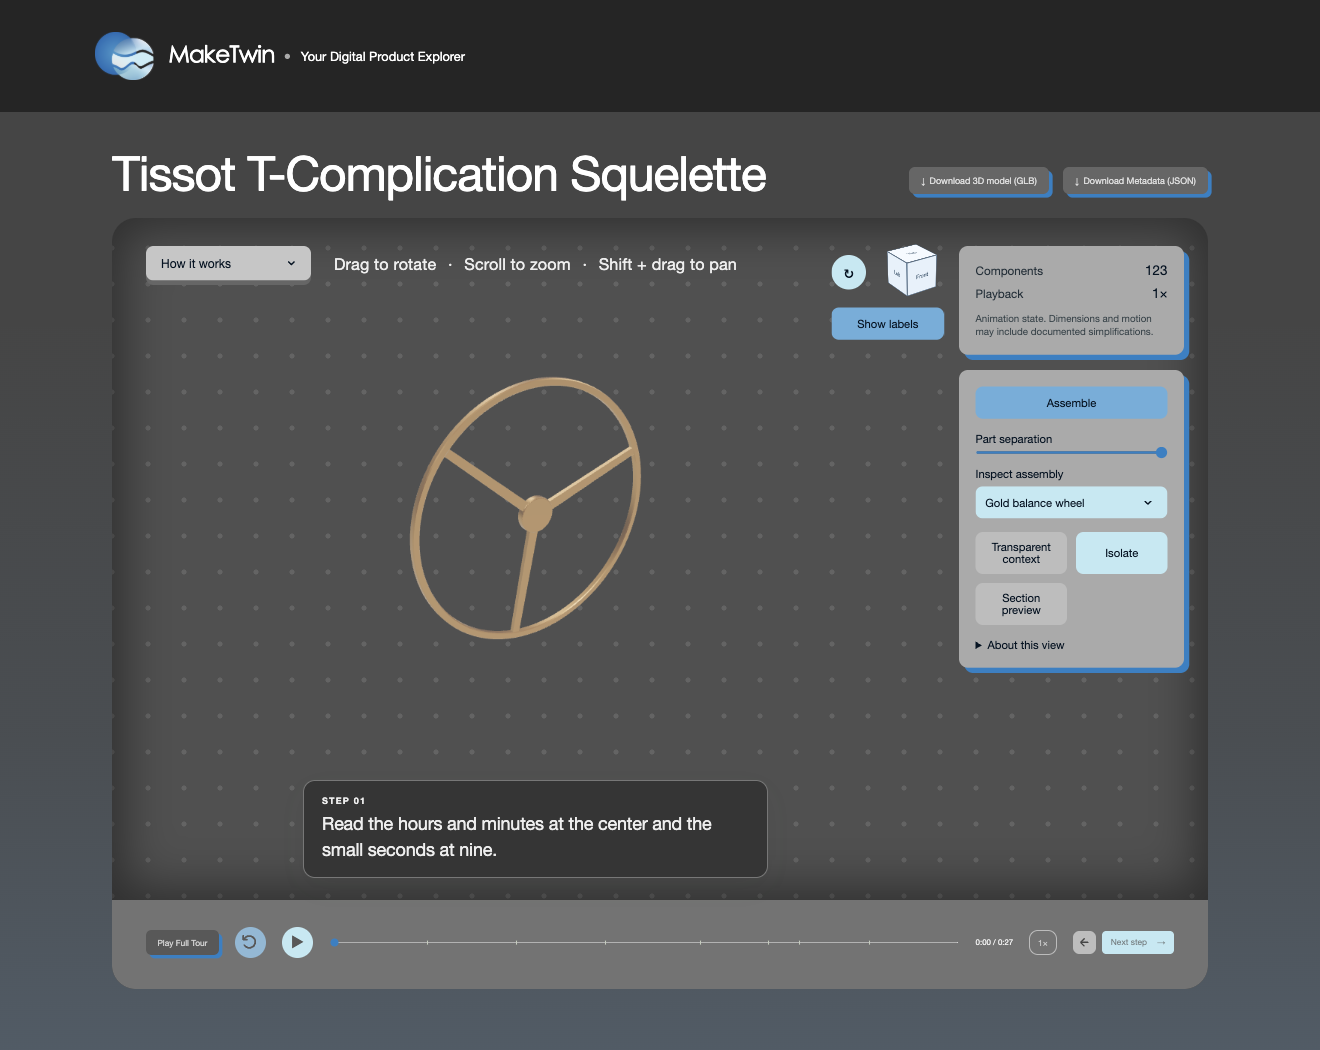 MakeTwin • Your Digital Product Explorer
Tissot T-Complication Squelette
↓ Download 3D model (GLB)
↓ Download Metadata (JSON)
How it works
Drag to rotate · Scroll to zoom · Shift + drag to pan
↻
Left
Front
Show labels
Components 123
Playback 1×
Animation state. Dimensions and motion
may include documented simplifications.
Assemble
Part separation
Inspect assembly
Gold balance wheel
Transparent
context
Isolate
Section
preview
▶ About this view
STEP 01
Read the hours and minutes at the center and the
small seconds at nine.
Play Full Tour
0:00 / 0:27
1×
Next step →